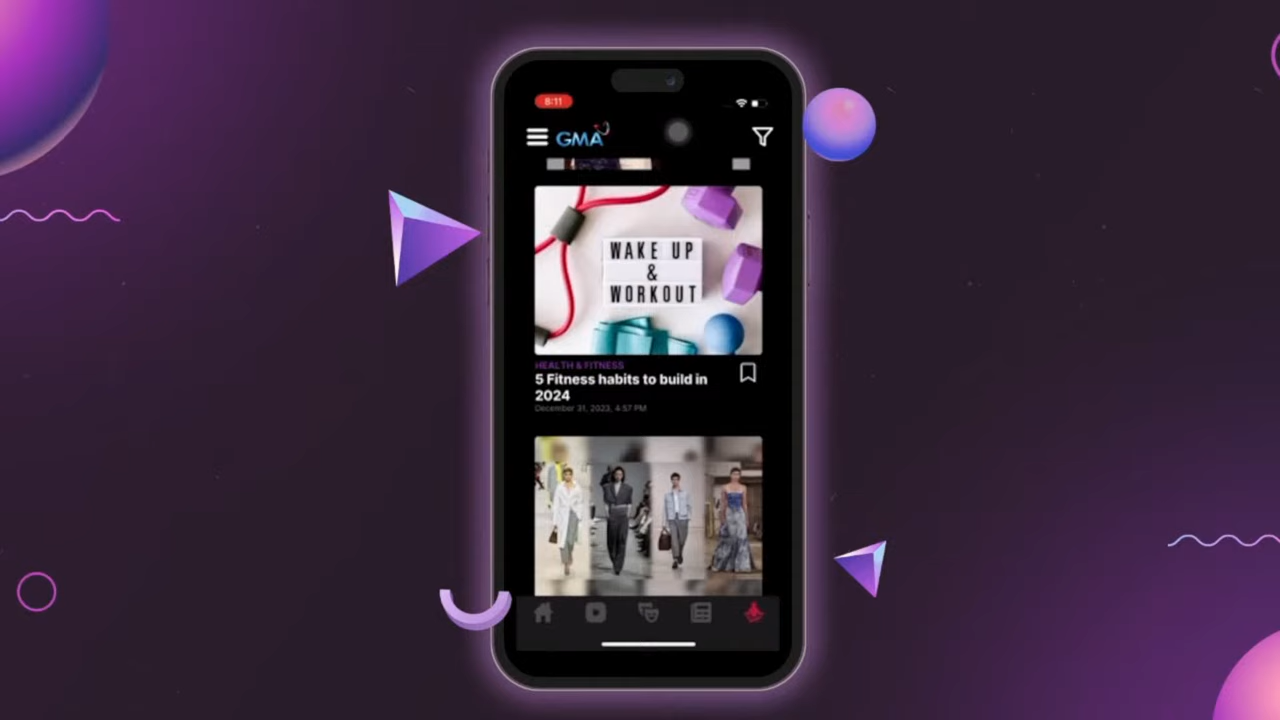 8:11
GMA
WAKE UP
&
WORKOUT
HEALTH & FITNESS
5 Fitness habits to build in
2024
December 31, 2023, 4:57 PM